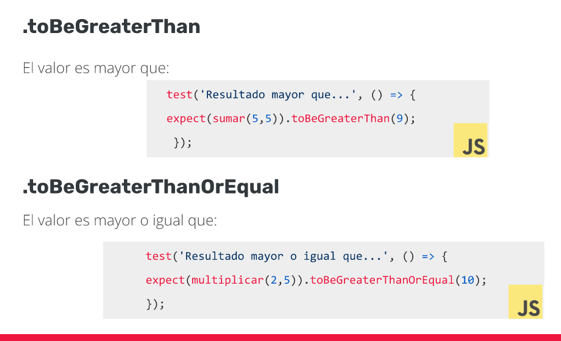 .toBeGreaterThan
El valor es mayor que:
test('Resultado mayor que...', () => {
expect(sumar(5,5)).toBeGreaterThan(9);
});
JS
.toBeGreaterThanOrEqual
El valor es mayor o igual que:
test('Resultado mayor o igual que...', () => {
expect(multiplicar(2,5)).toBeGreaterThanOrEqual(10);
});
JS